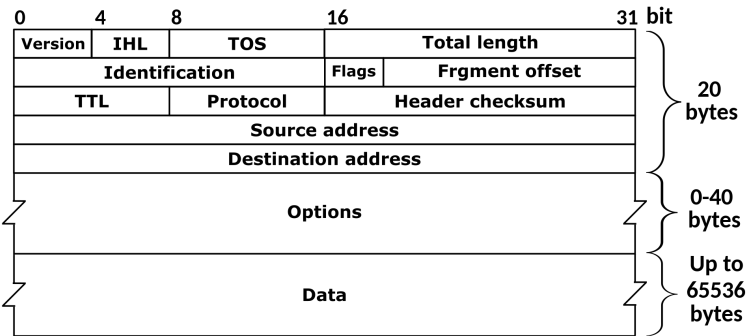 0 4 8 16 31 bit
Version IHL TOS Total length
Identification Flags Frgment offset
TTL Protocol Header checksum
Source address
Destination address
20
bytes
Options
0-40
bytes
Data
Up to
65536
bytes